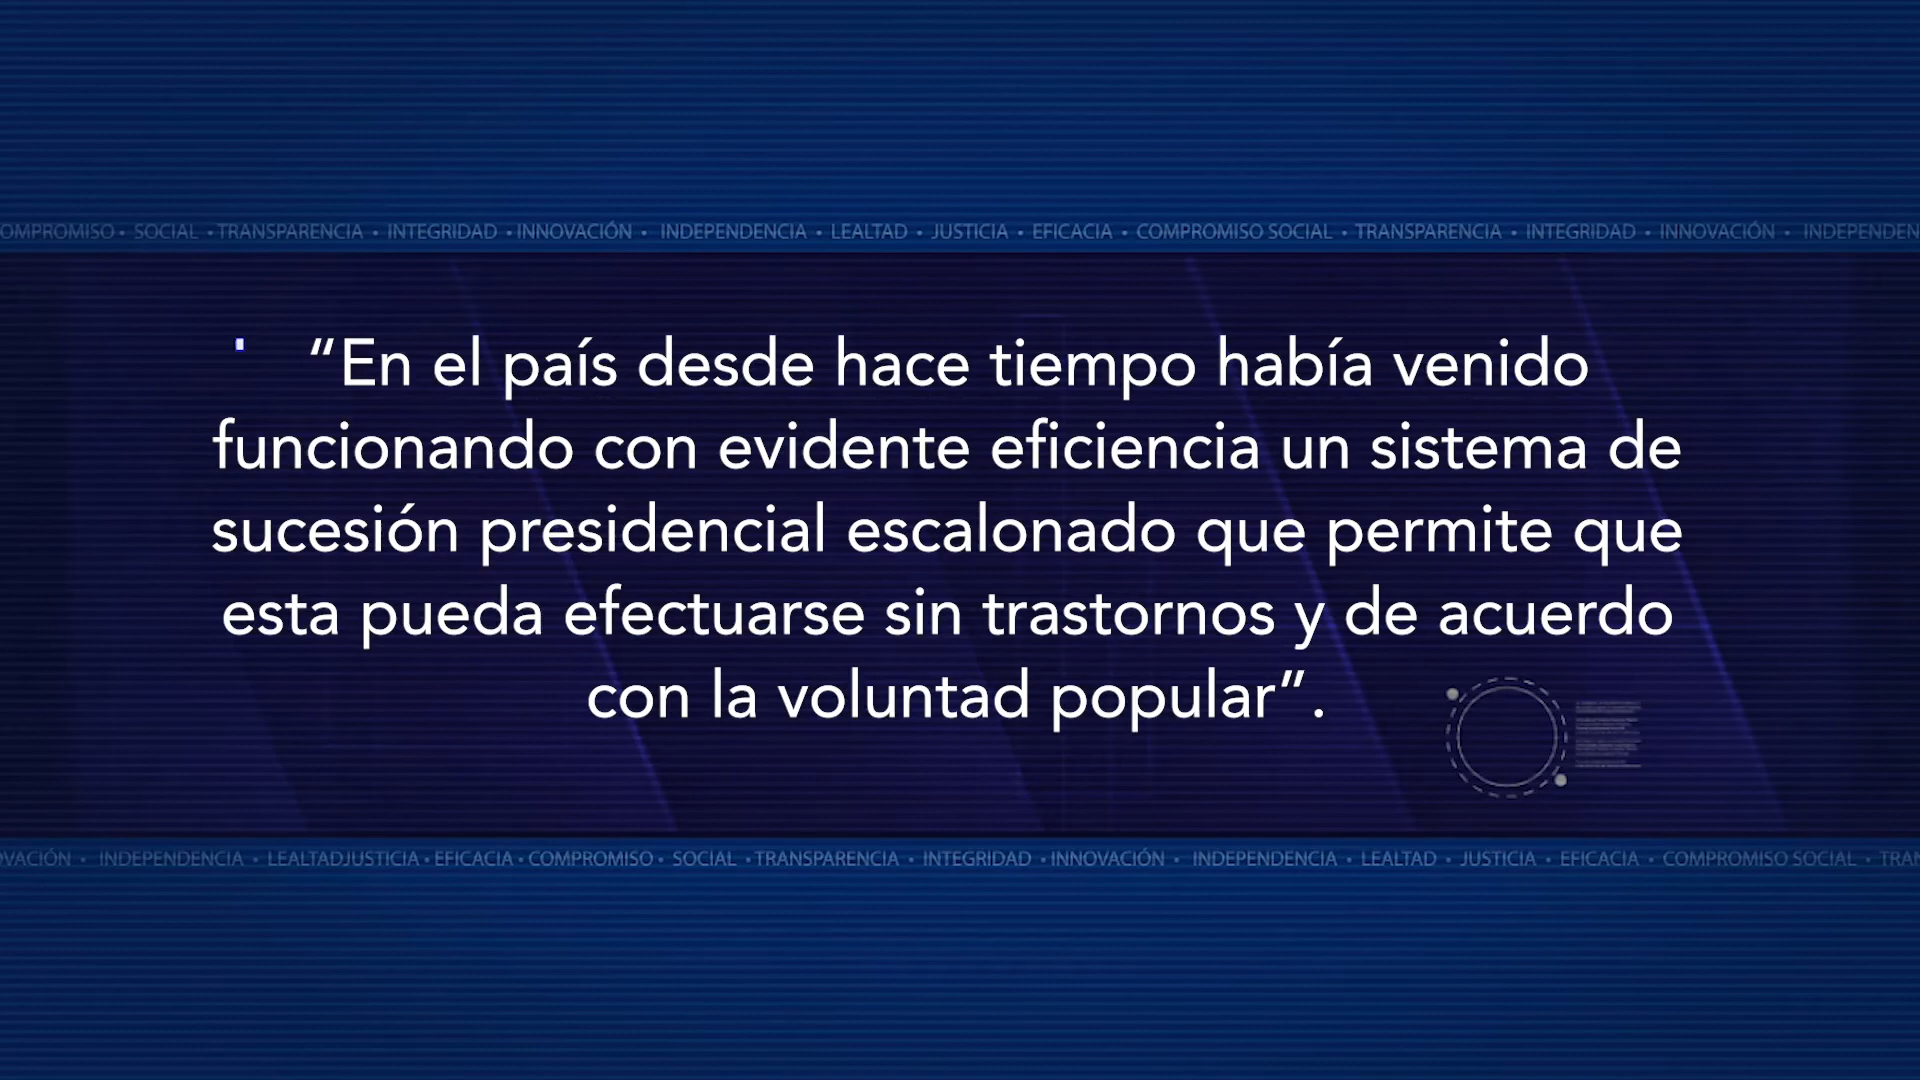 OMPROMISO • SOCIAL • TRANSPARENCIA • INTEGRIDAD • INNOVACIÓN • INDEPENDENCIA • LEALTAD • JUSTICIA • EFICACIA • COMPROMISO SOCIAL • TRANSPARENCIA • INTEGRIDAD • INNOVACIÓN • INDEPENDEN
“En el país desde hace tiempo había venido
funcionando con evidente eficiencia un sistema de
sucesión presidencial escalonado que permite que
esta pueda efectuarse sin trastornos y de acuerdo
con la voluntad popular”.
OVACIÓN • INDEPENDENCIA • LEALTADJUSTICIA • EFICACIA • COMPROMISO • SOCIAL • TRANSPARENCIA • INTEGRIDAD • INNOVACIÓN • INDEPENDENCIA • LEALTAD • JUSTICIA • EFICACIA • COMPROMISO SOCIAL • TRAN